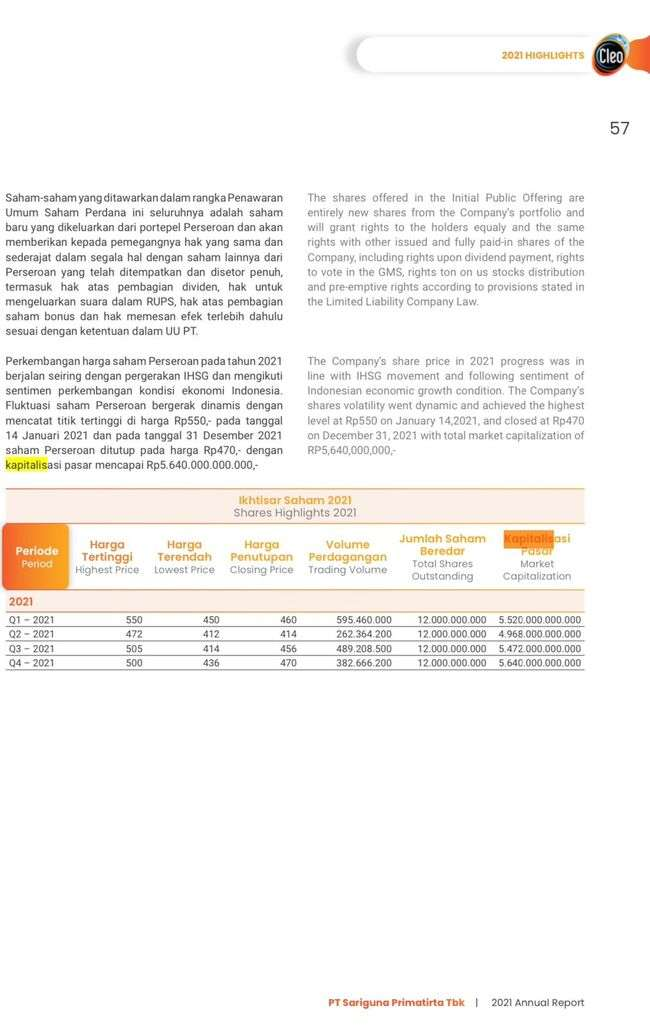 2021 HIGHLIGHTS
Cleo
57
Saham-saham yang ditawarkan dalam rangka Penawaran
Umum Saham Perdana ini seluruhnya adalah saham
baru yang dikeluarkan dari portepel Perseroan dan akan
memberikan kepada pemegangnya hak yang sama dan
sederajat dalam segala hal dengan saham lainnya dari
Perseroan yang telah ditempatkan dan disetor penuh,
termasuk hak atas pembagian dividen, hak untuk
mengeluarkan suara dalam RUPS, hak atas pembagian
saham bonus dan hak memesan efek terlebih dahulu
sesuai dengan ketentuan dalam UU PT.
The shares offered in the Initial Public Offering are
entirely new shares from the Company's portfolio and
will grant rights to the holders equaly and the same
rights with other issued and fully paid-in shares of the
Company, including rights upon dividend payment, rights
to vote in the GMS, rights ton on us stocks distribution
and pre-emptive rights according to provisions stated in
the Limited Liability Company Law.
Perkembangan harga saham Perseroan pada tahun 2021
berjalan seiring dengan pergerakan IHSG dan mengikuti
sentimen perkembangan kondisi ekonomi Indonesia.
Fluktuasi saham Perseroan bergerak dinamis dengan
mencatat titik tertinggi di harga Rp550,- pada tanggal
14 Januari 2021 dan pada tanggal 31 Desember 2021
saham Perseroan ditutup pada harga Rp470,- dengan
kapitalisasi pasar mencapai Rp5.640.000.000.000,-
The Company's share price in 2021 progress was in
line with IHSG movement and following sentiment of
Indonesian economic growth condition. The Company's
shares volatility went dynamic and achieved the highest
level at Rp550 on January 14,2021, and closed at Rp470
on December 31, 2021 with total market capitalization of
RP5,640,000,000,-
Ikhtisar Saham 2021
Shares Highlights 2021
Periode Period Harga Tertinggi Highest Price Harga Terendah Lowest Price Harga Penutupan Closing Price Volume Perdagangan Trading Volume Jumlah Saham Beredar Total Shares Outstanding Kapitalisasi Pasar Market Capitalization
2021
Q1 – 2021 550 450 460 595.460.000 12.000.000.000 5.520.000.000.000
Q2 – 2021 472 412 414 262.364.200 12.000.000.000 4.968.000.000.000
Q3 – 2021 505 414 456 489.208.500 12.000.000.000 5.472.000.000.000
Q4 – 2021 500 436 470 382.666.200 12.000.000.000 5.640.000.000.000
PT Sariguna Primatirta Tbk | 2021 Annual Report